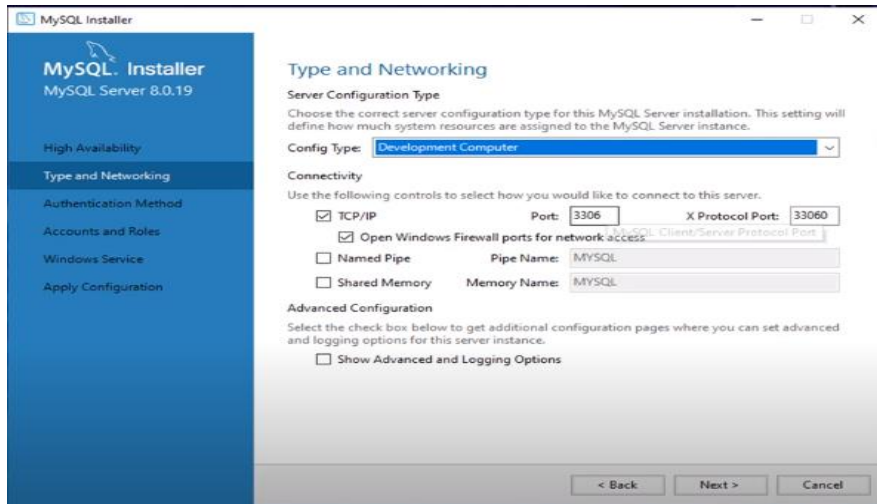 MySQL Installer
MySQL. Installer
MySQL Server 8.0.19
High Availability
Type and Networking
Authentication Method
Accounts and Roles
Windows Service
Apply Configuration
Type and Networking
Server Configuration Type
Choose the correct server configuration type for this MySQL Server installation. This setting will
define how much system resources are assigned to the MySQL Server instance.
Config Type: Development Computer
Connectivity
Use the following controls to select how you would like to connect to this server.
TCP/IP Port: 3306 X Protocol Port: 33060
Open Windows Firewall ports for network access
MySQL Client/Server Protocol Port
Named Pipe Pipe Name: MYSQL
Shared Memory Memory Name: MYSQL
Advanced Configuration
Select the check box below to get additional configuration pages where you can set advanced
and logging options for this server instance.
Show Advanced and Logging Options
< Back Next > Cancel